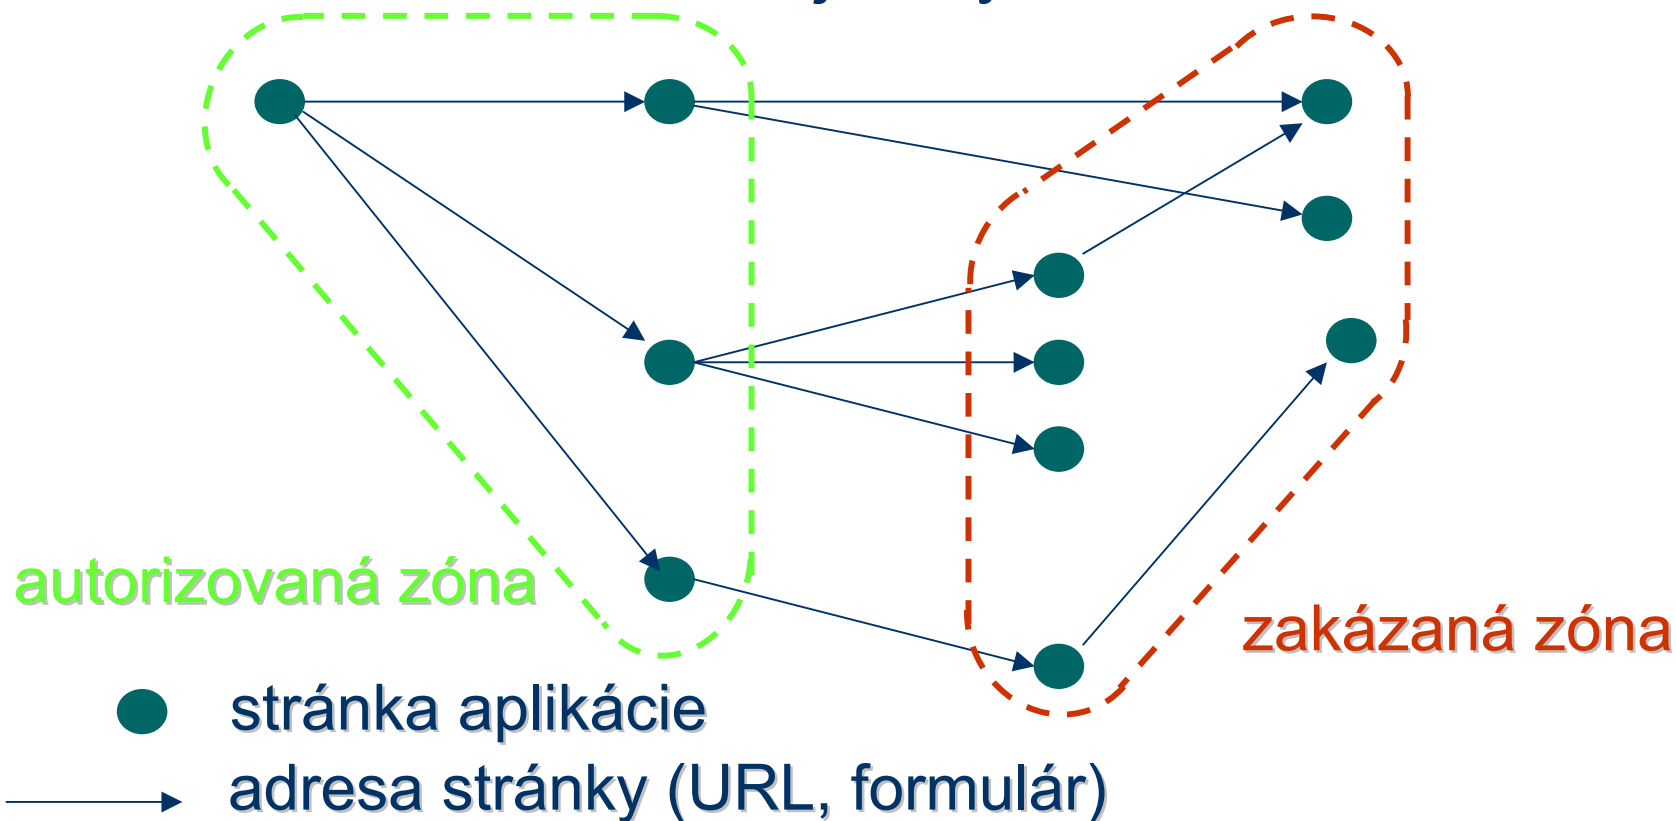 autorizovaná zóna
zakázaná zóna
stránka aplikácie
adresa stránky (URL, formulár)